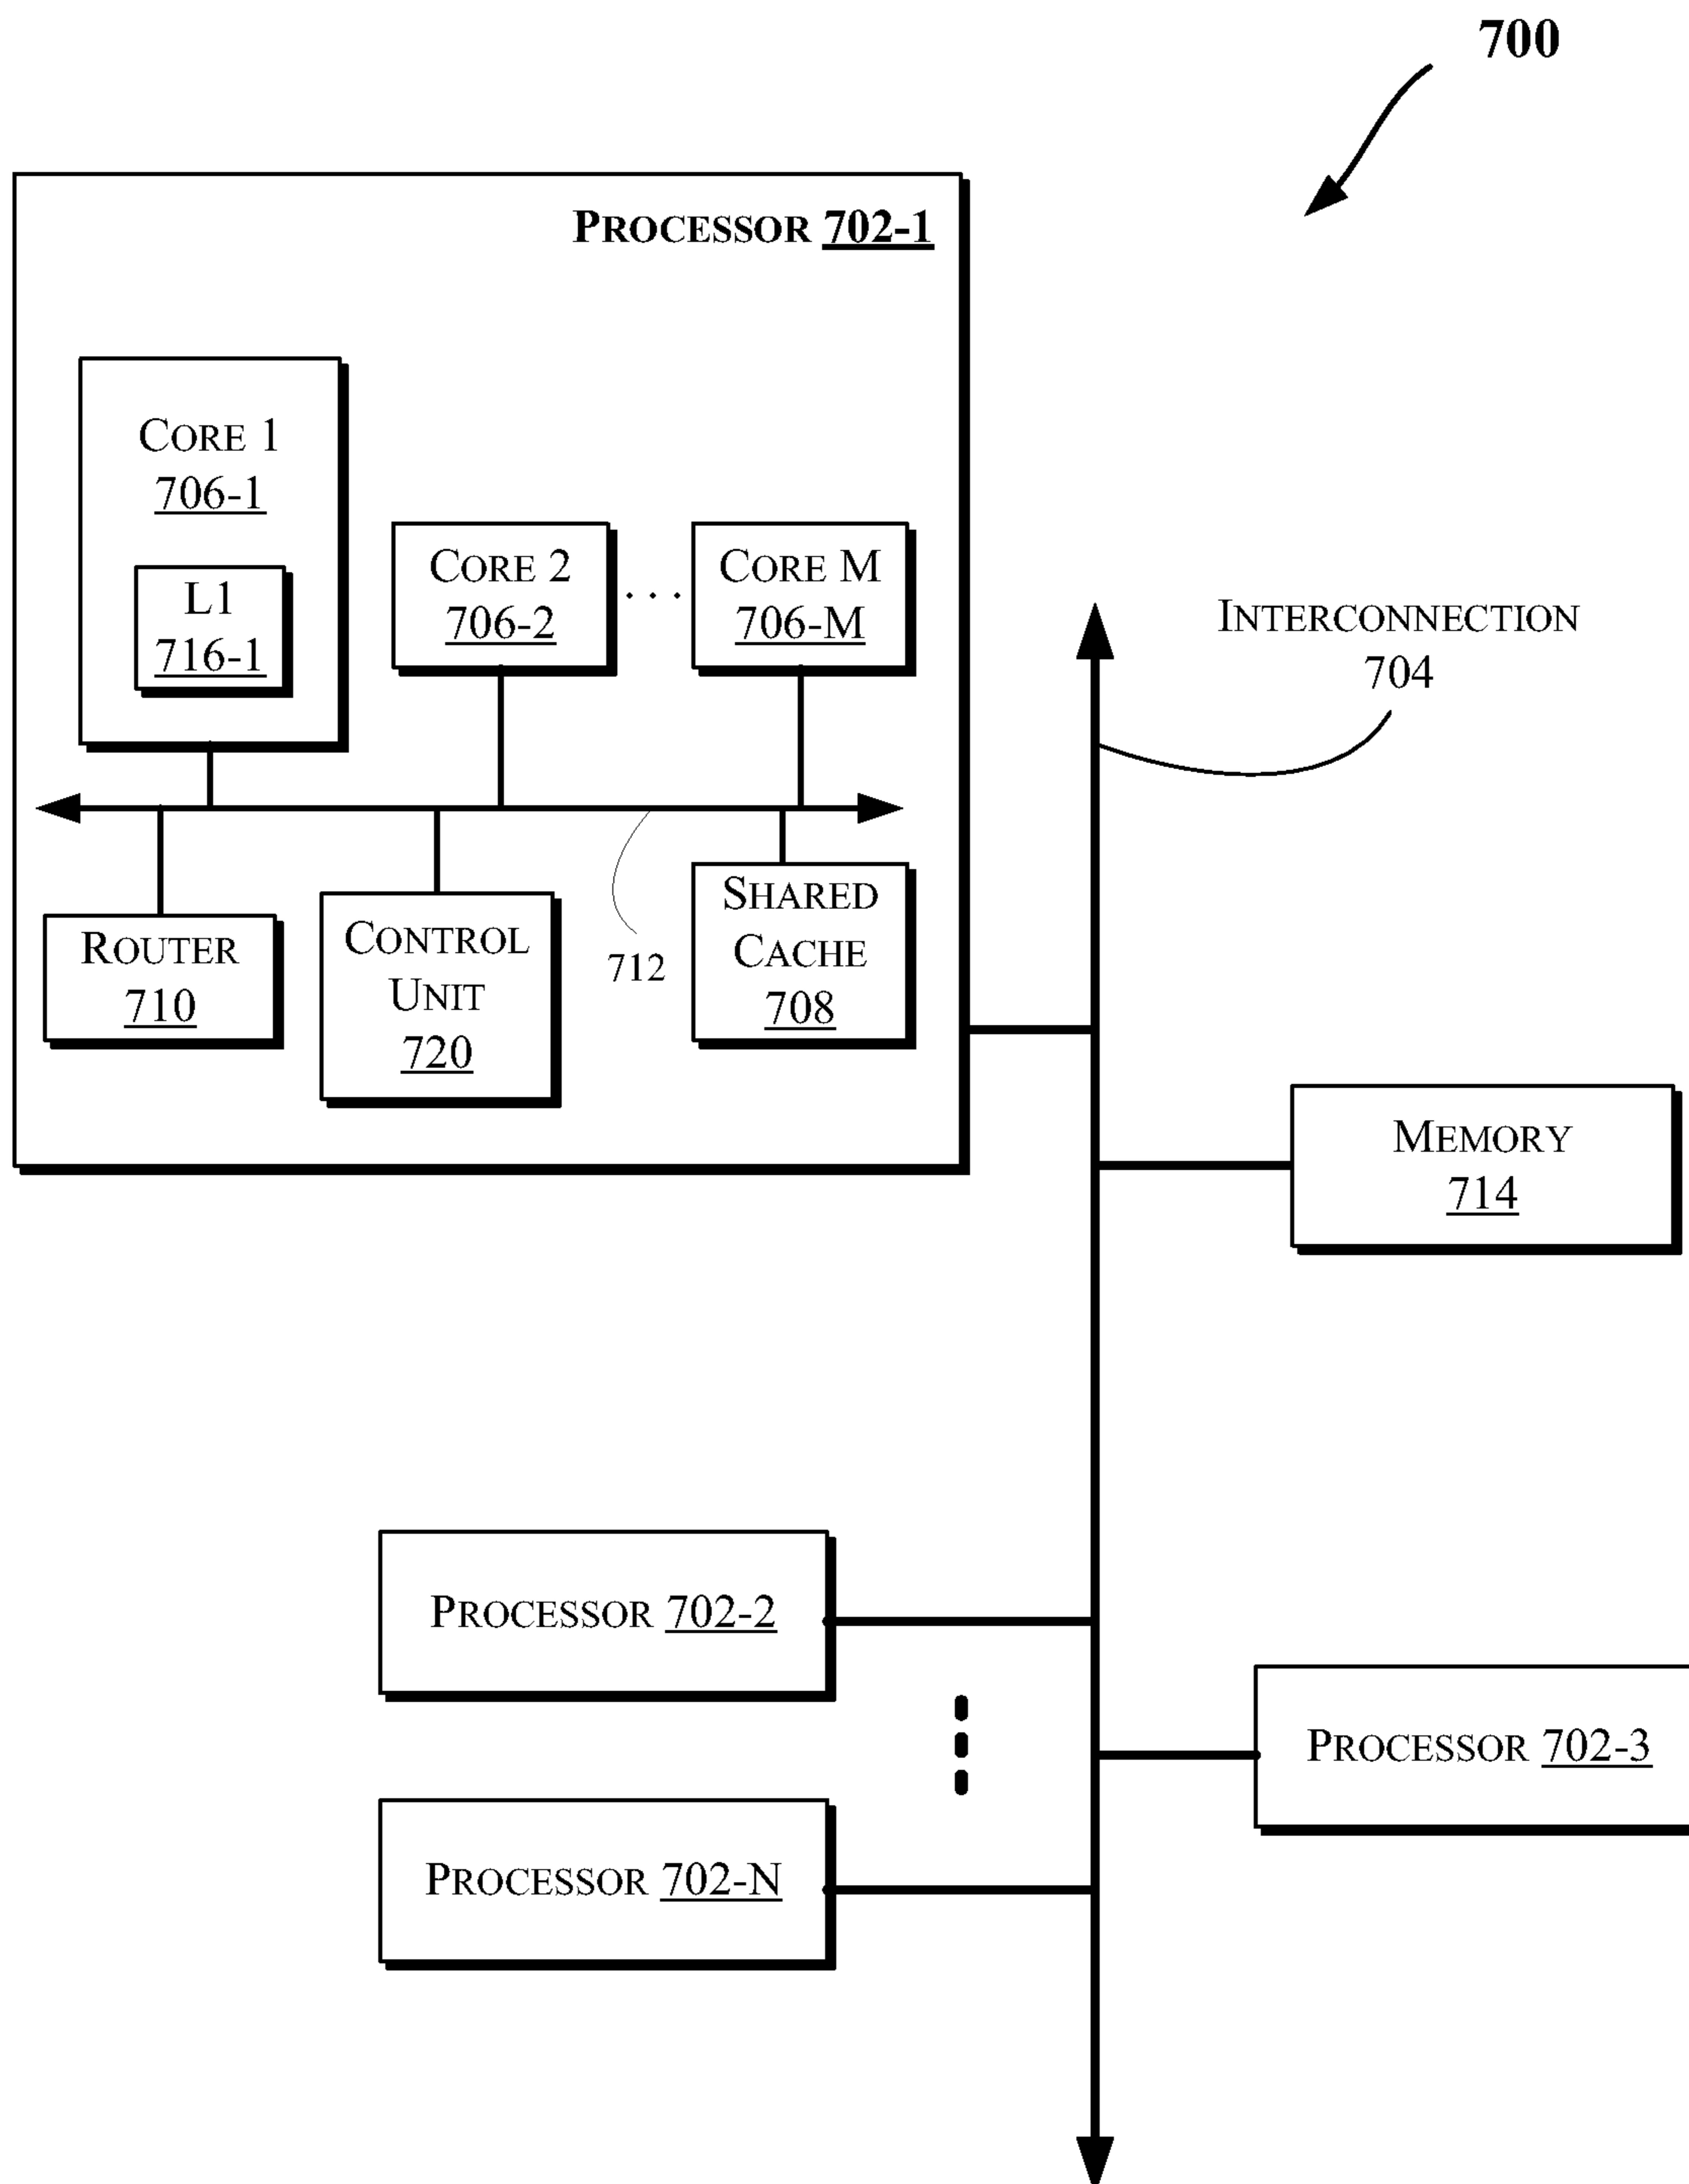 700
PROCESSOR 702-1
CORE 1
706-1
L1
716-1
CORE 2
706-2
. . .
CORE M
706-M
INTERCONNECTION
704
ROUTER
710
CONTROL
UNIT
720
712
SHARED
CACHE
708
MEMORY
714
PROCESSOR 702-2
PROCESSOR 702-3
PROCESSOR 702-N